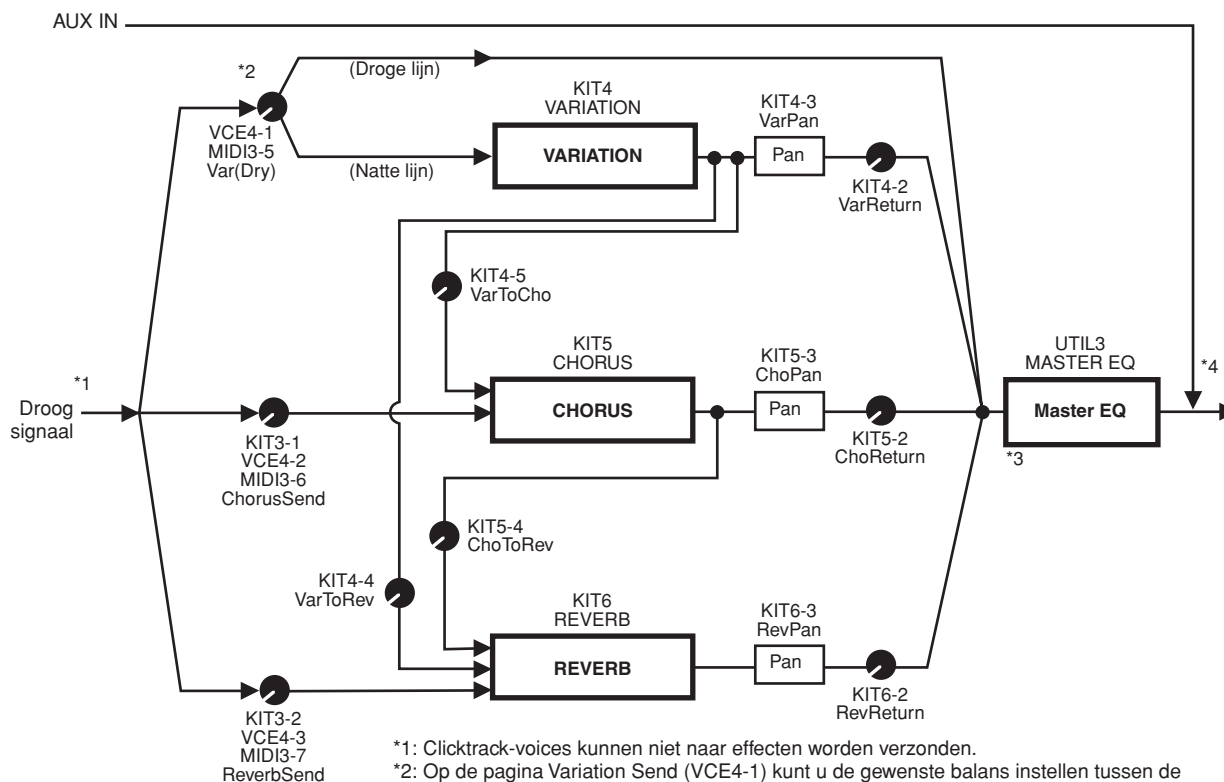 AUX IN
*2
(Droge lijn)
VCE4-1
MIDI3-5
Var(Dry)
(Natte lijn)
KIT4
VARIATION
VARIATION
KIT4-3
VarPan
Pan
KIT4-2
VarReturn
KIT4-5
VarToCho
*1
Droog
signaal
KIT3-1
VCE4-2
MIDI3-6
ChorusSend
KIT5
CHORUS
CHORUS
KIT5-3
ChoPan
Pan
KIT5-2
ChoReturn
UTIL3
MASTER EQ
Master EQ
*3
*4
KIT5-4
ChoToRev
KIT4-4
VarToRev
KIT6
REVERB
REVERB
KIT6-3
RevPan
Pan
KIT6-2
RevReturn
KIT3-2
VCE4-3
MIDI3-7
ReverbSend
*1: Clicktrack-voices kunnen niet naar effecten worden verzonden.
*2: Op de pagina Variation Send (VCE4-1) kunt u de gewenste balans instellen tussen de